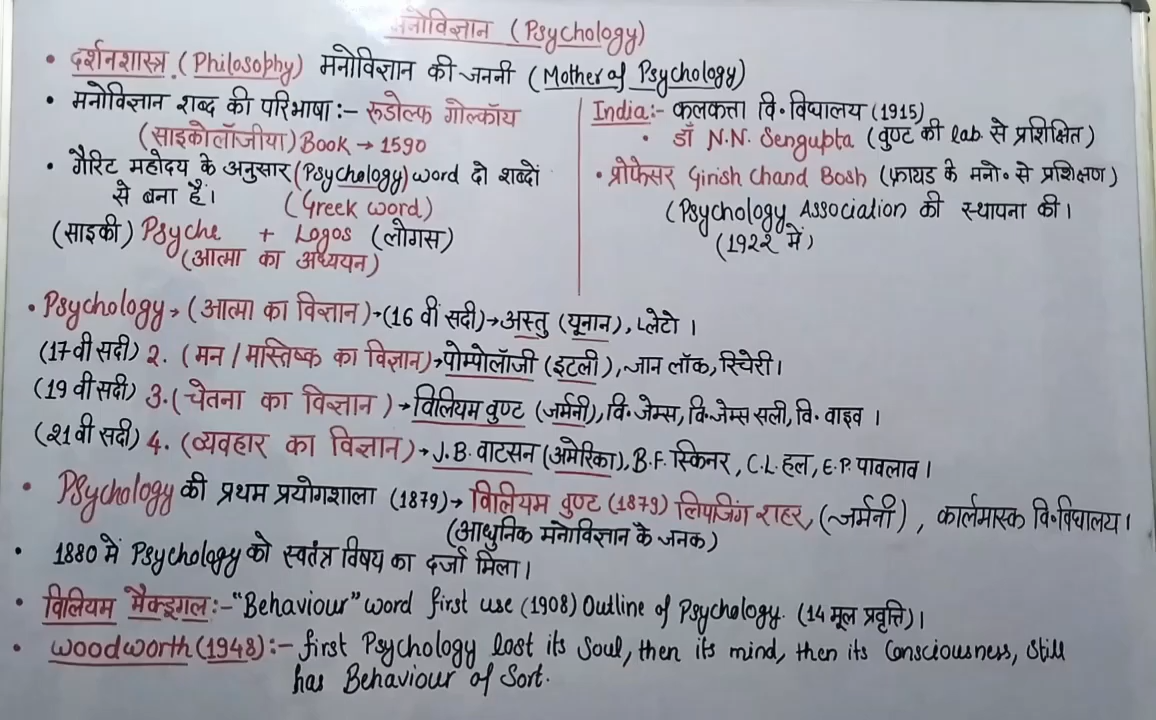 मनोविज्ञान (Psychology)
• दर्शनशास्त्र. (Philosophy) मनोविज्ञान की जननी (Mother of Psychology)
• मनोविज्ञान शब्द की परिभाषा :- रूडोल्फ गोल्कॉय
(साइकोलॉजीया) Book → 1590
• गैरिट महोदय के अनुसार (Psychology) word दो शब्दों
से बना हैं।
(Greek word)
(साइकी) Psyche + Logos (लोगस)
(आत्मा का अध्ययन)
India:- कलकत्ता वि॰ विद्यालय (1915)
• डॉ N.N. Sengupta (वुण्ट की lab. से प्रशिक्षित)
• प्रोफेसर Girish Chand Bosh (फ्रायड के मनो॰ से प्रशिक्षण)
(Psychology Association की स्थापना की।
(1922 में)
• Psychology → (आत्मा का विज्ञान) → (16 वीं सदी) → अस्तु (यूनान), प्लेटो ।
(17 वी सदी) 2. (मन / मस्तिष्क का विज्ञान) → पोम्पोलॉजी (इटली), जान लॉक, रिचेरी।
(19 वी सदी) 3. (चेतना का विज्ञान) → विलियम वुण्ट (जर्मनी), वि॰ जेम्स, वि॰ जेम्स सली, वि॰ वाइव ।
(21 वी सदी) 4. (व्यवहार का विज्ञान) → J.B. वाटसन (अमेरिका), B.F. स्किनर, C.L. हल, E.P. पावलाव।
• Psychology की प्रथम प्रयोगशाला (1879) → विलियम वुण्ट (1879) लिपजिंग शहर, (जर्मनी), कार्लमार्क्स वि॰ विद्यालय।
(आधुनिक मनोविज्ञान के जनक)
• 1880 में Psychology को स्वतंत्र विषय का दर्जा मिला।
• विलियम मैक्डूगल:- "Behaviour" word first use (1908) Outline of Psychology. (14 मूल प्रवृत्ति)।
• Woodworth (1948) :- first Psychology lost its Soul, then its mind, then its Consciousness, Still
has Behaviour of Sort.